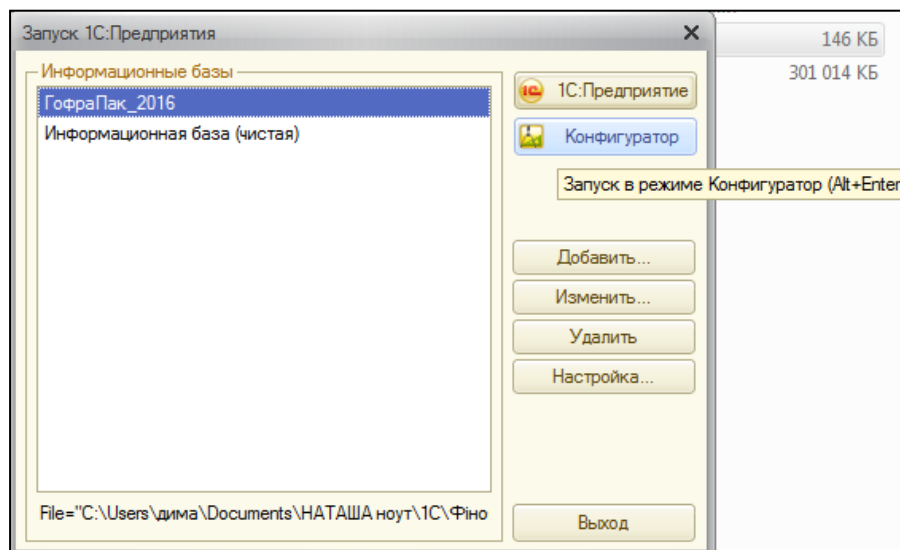 Запуск 1С:Предприятия
146 КБ
301 014 КБ
Информационные базы
ГофраПак_2016
Информационная база (чистая)
1С:Предприятие
Конфигуратор
Запуск в режиме Конфигуратор (Alt+Enter
Добавить...
Изменить...
Удалить
Настройка...
File="C:\Users\дима\Documents\НАТАША ноут\1С\Фіно
Выход